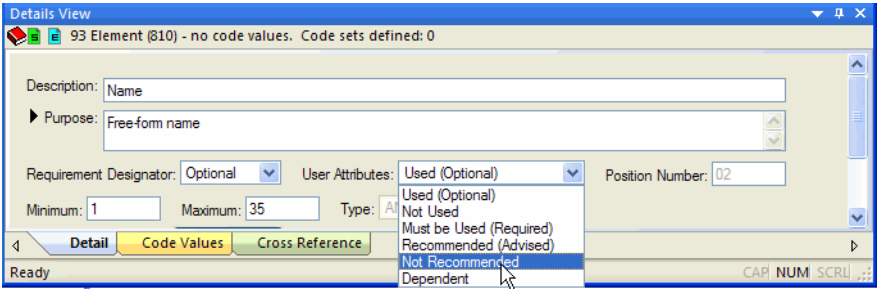 Details View
S E 93 Element (810) - no code values. Code sets defined: 0
Description: Name
Purpose: Free-form name
Requirement Designator: Optional User Attributes: Used (Optional) Position Number: 02
Used (Optional)
Minimum: 1 Maximum: 35 Type: AN
Not Used
Must be Used (Required)
Recommended (Advised)
Not Recommended
Dependent
Detail Code Values Cross Reference
Ready CAP NUM SCRL